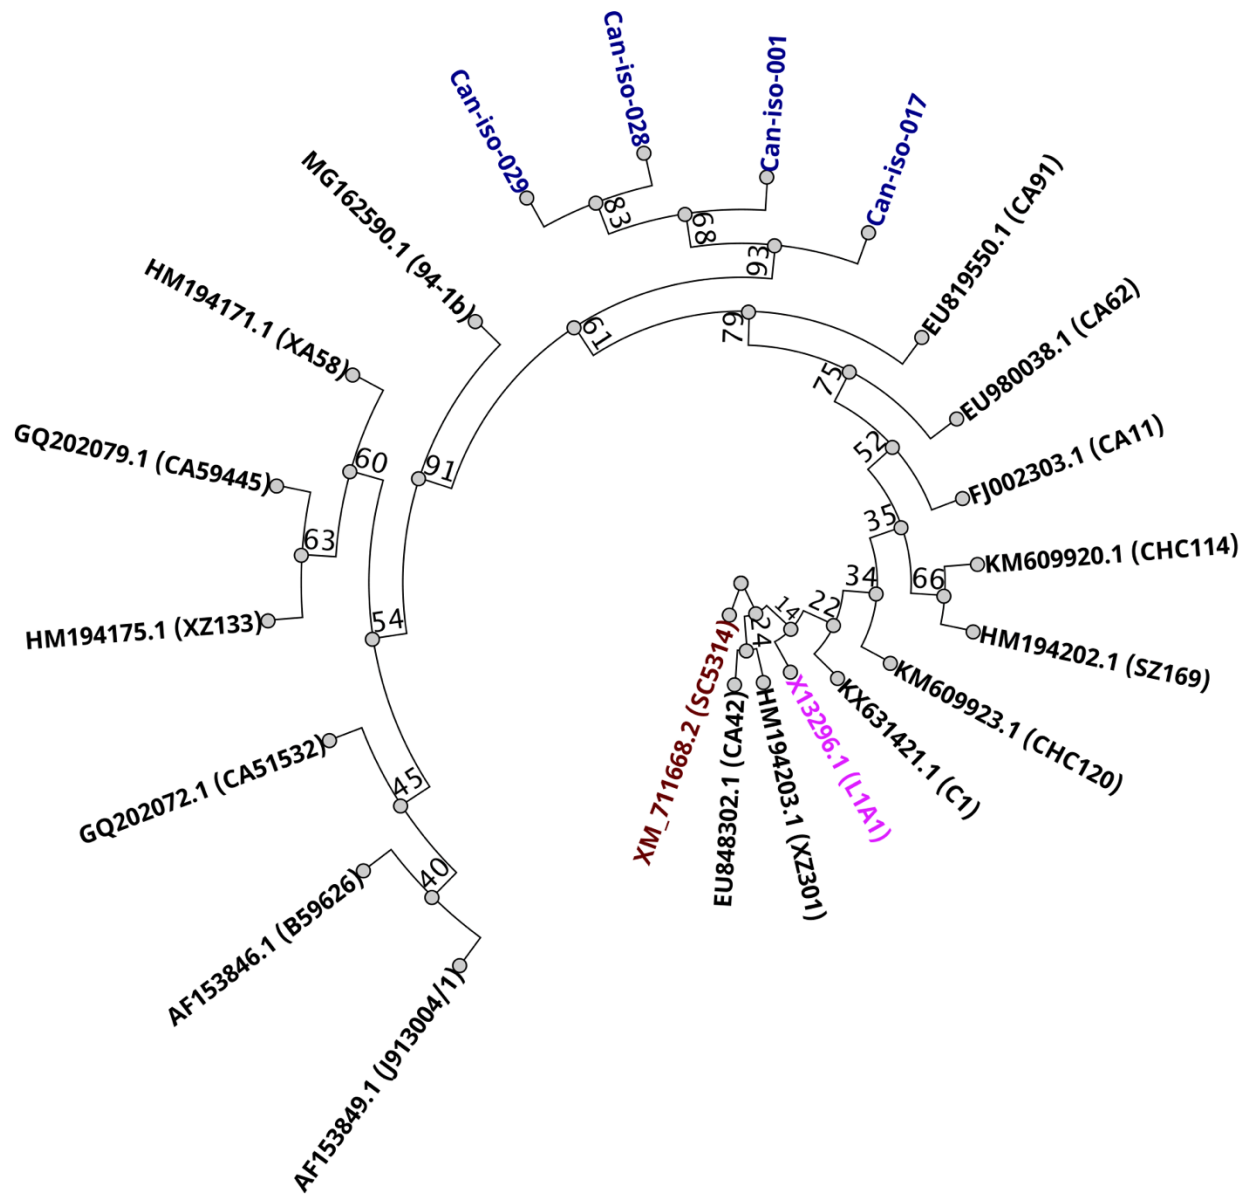 Can-iso-029
Can-iso-028
Can-iso-001
Can-iso-017
EU819550.1 (CA91)
EU980038.1 (CA62)
FJ002303.1 (CA11)
KM609920.1 (CHC114)
HM194202.1 (SZ169)
KM609923.1 (CHC120)
KX631421.1 (C1)
X13296.1 (L1A1)
HM194203.1 (XZ301)
EU848302.1 (CA42)
XM_711668.2 (SC5314)
AF153849.1 (J913004/1)
AF153846.1 (B59626)
GQ202072.1 (CA51532)
HM194175.1 (XZ133)
GQ202079.1 (CA59445)
HM194171.1 (XA58)
MG162590.1 (94-1b)
83
68
93
61
79
75
52
35
66
34
22
14
24
91
60
63
54
45
40